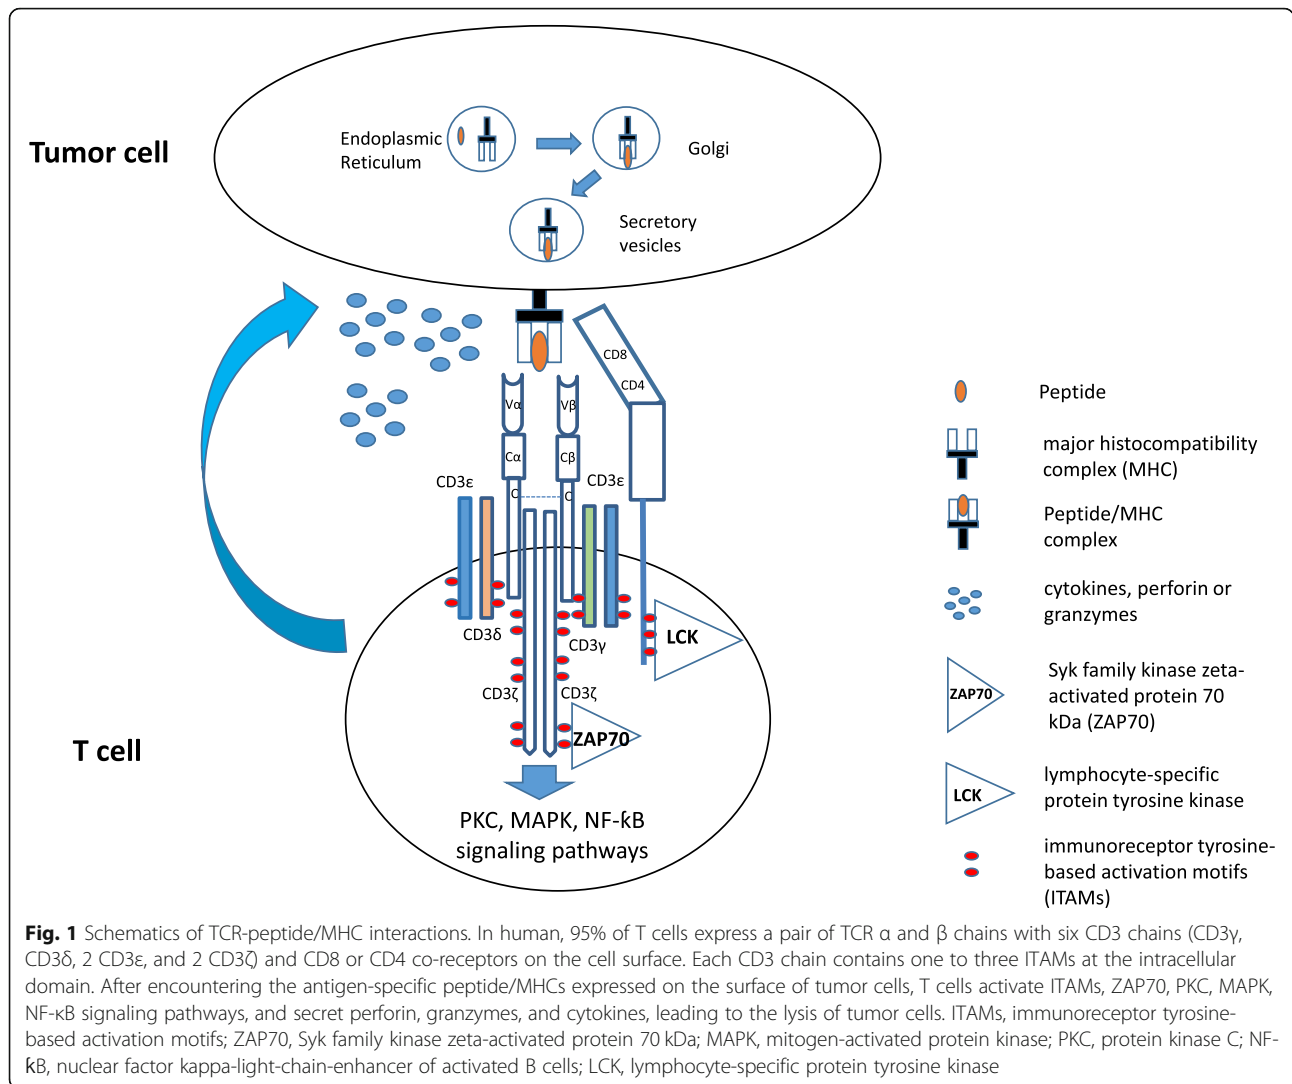 Tumor cell
Endoplasmic
Reticulum
Golgi
Secretory
vesicles
CD8
CD4
Vα
Vβ
Cα
Cβ
CD3ε
CD3ε
C
C
CD3δ
CD3γ
LCK
CD3ζ
CD3ζ
ZAP70
T cell
PKC, MAPK, NF-ƙB
signaling pathways
Peptide
major histocompatibility
complex (MHC)
Peptide/MHC
complex
cytokines, perforin or
granzymes
ZAP70
Syk family kinase zeta-
activated protein 70
kDa (ZAP70)
LCK
lymphocyte-specific
protein tyrosine kinase
immunoreceptor tyrosine-
based activation motifs
(ITAMs)
Fig. 1 Schematics of TCR-peptide/MHC interactions. In human, 95% of T cells express a pair of TCR α and β chains with six CD3 chains (CD3γ,
CD3δ, 2 CD3ε, and 2 CD3ζ) and CD8 or CD4 co-receptors on the cell surface. Each CD3 chain contains one to three ITAMs at the intracellular
domain. After encountering the antigen-specific peptide/MHCs expressed on the surface of tumor cells, T cells activate ITAMs, ZAP70, PKC, MAPK,
NF-κB signaling pathways, and secret perforin, granzymes, and cytokines, leading to the lysis of tumor cells. ITAMs, immunoreceptor tyrosine-
based activation motifs; ZAP70, Syk family kinase zeta-activated protein 70 kDa; MAPK, mitogen-activated protein kinase; PKC, protein kinase C; NF-
ƙB, nuclear factor kappa-light-chain-enhancer of activated B cells; LCK, lymphocyte-specific protein tyrosine kinase